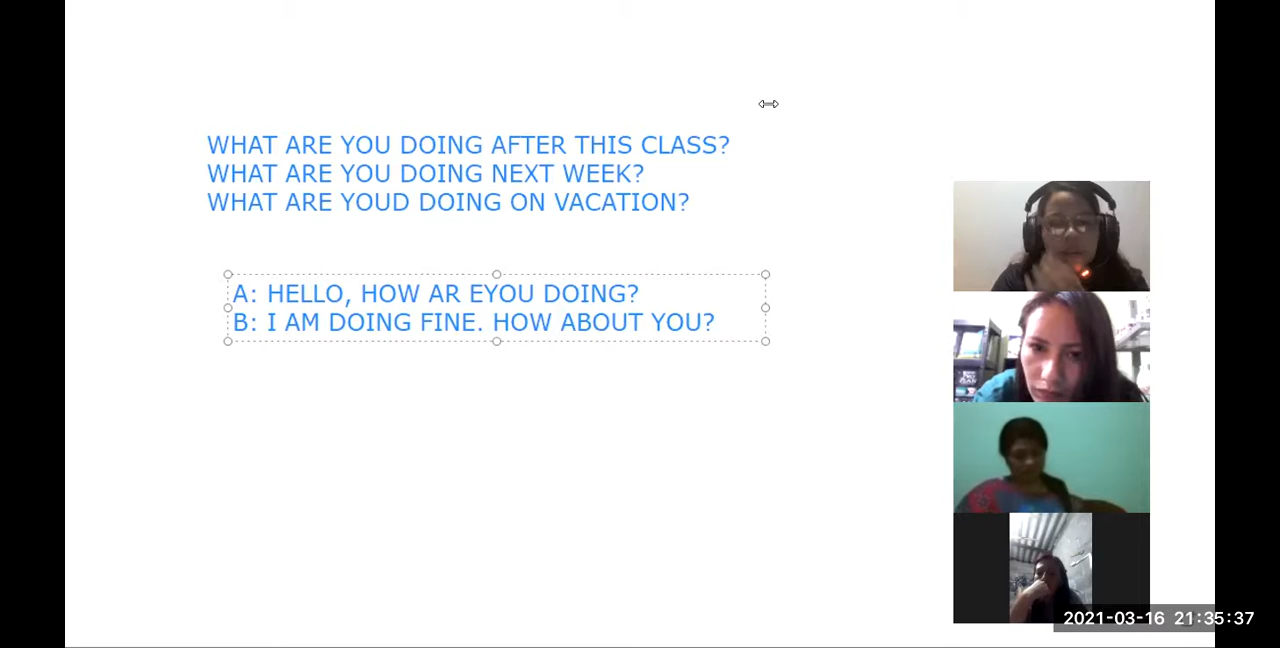 WHAT ARE YOU DOING AFTER THIS CLASS?
WHAT ARE YOU DOING NEXT WEEK?
WHAT ARE YOUD DOING ON VACATION?
A: HELLO, HOW AR EYOU DOING?
B: I AM DOING FINE. HOW ABOUT YOU?
2021-03-16 21:35:37